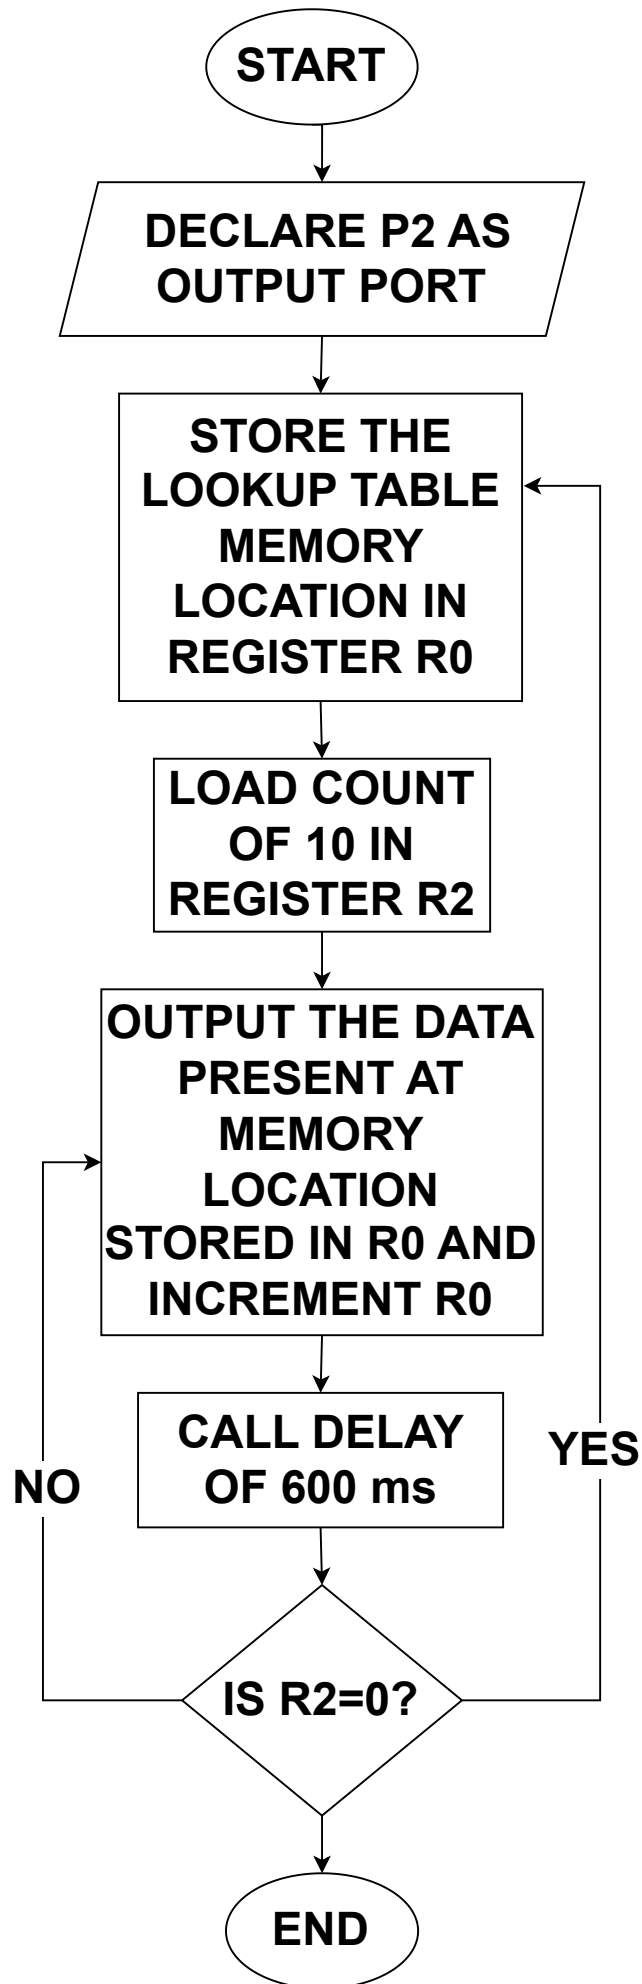 START
DECLARE P2 AS
OUTPUT PORT
STORE THE
LOOKUP TABLE
MEMORY
LOCATION IN
REGISTER R0
LOAD COUNT
OF 10 IN
REGISTER R2
OUTPUT THE DATA
PRESENT AT
MEMORY
LOCATION
STORED IN R0 AND
INCREMENT R0
CALL DELAY
OF 600 ms
YES
NO
IS R2=0?
END